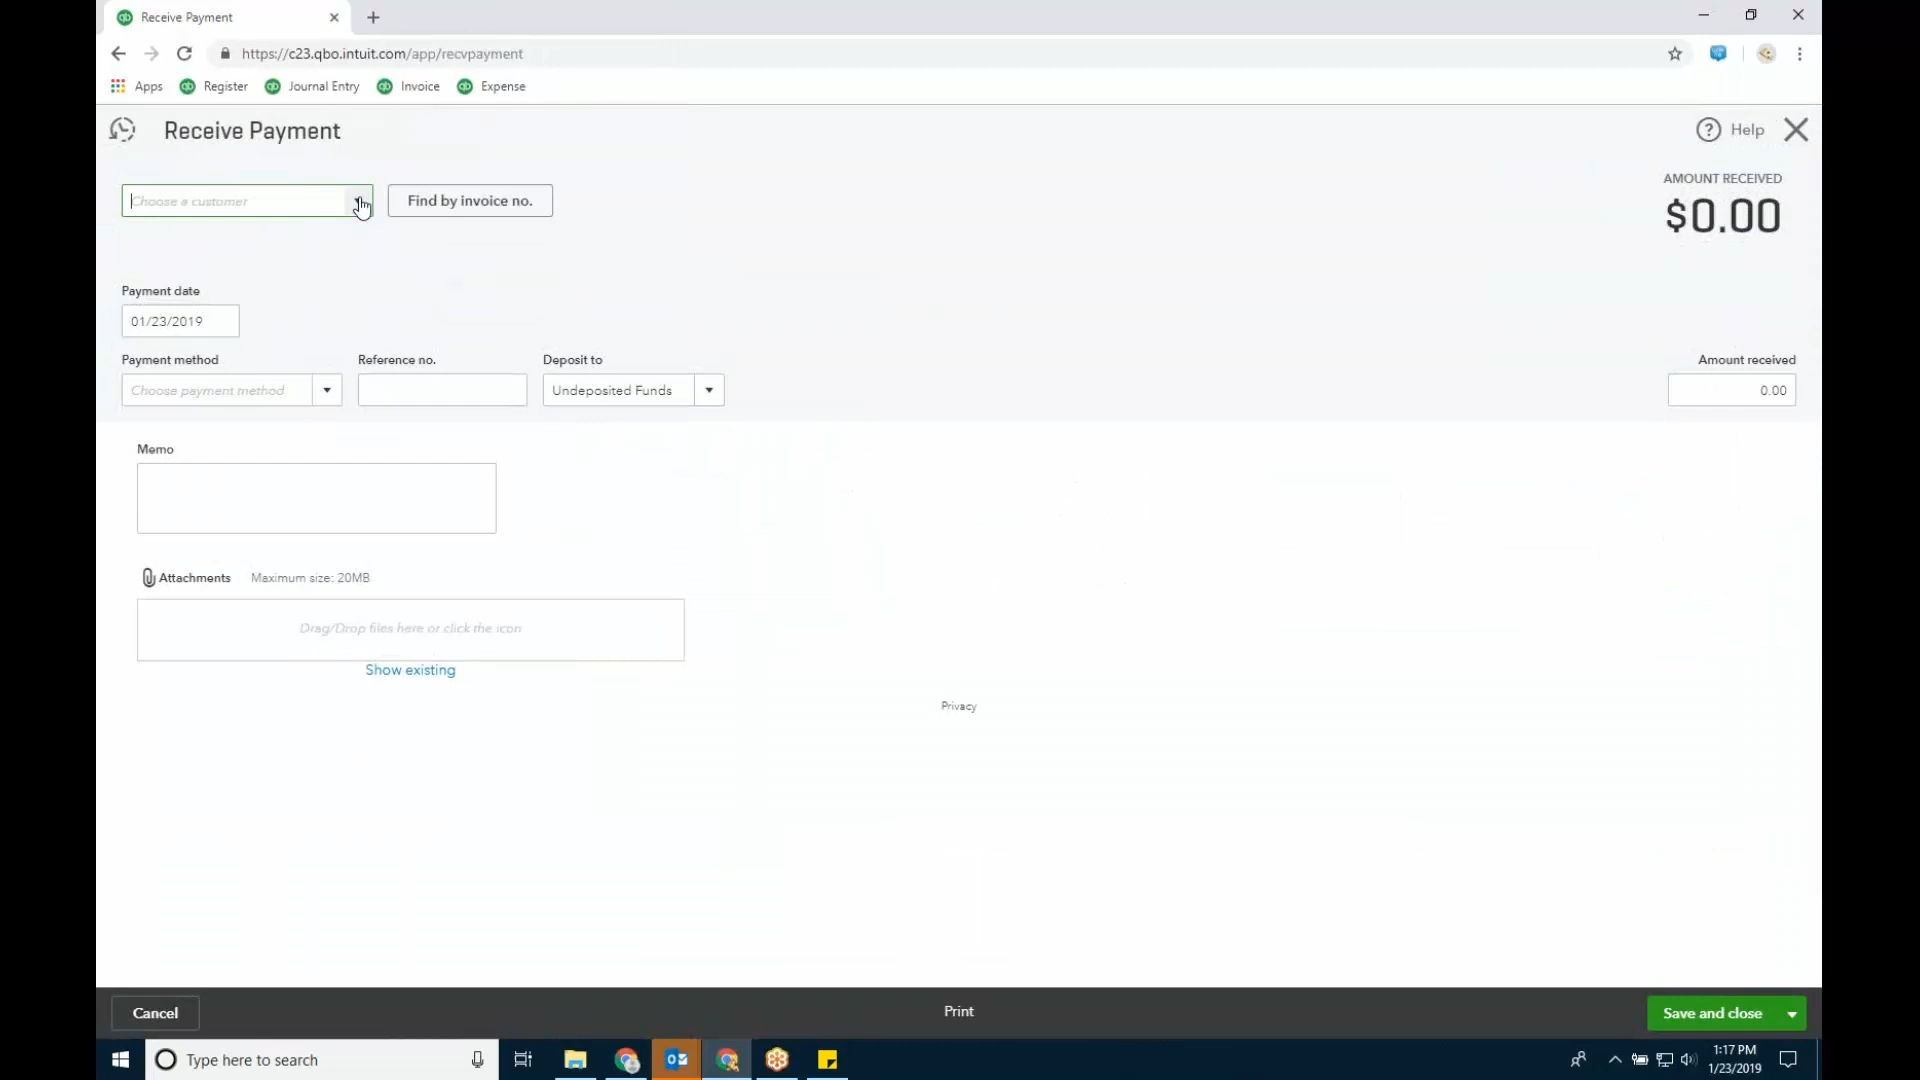 Receive Payment
https://c23.qbo.intuit.com/app/recvpayment
Apps Register Journal Entry Invoice Expense
Receive Payment
Help
Choose a customer Find by invoice no.
AMOUNT RECEIVED
$0.00
Payment date
01/23/2019
Payment method Reference no. Deposit to Amount received
Choose payment method Undeposited Funds 0.00
Memo
Attachments Maximum size: 20MB
Drag/Drop files here or click the icon
Show existing
Privacy
Cancel Print Save and close
Type here to search
1:17 PM
1/23/2019